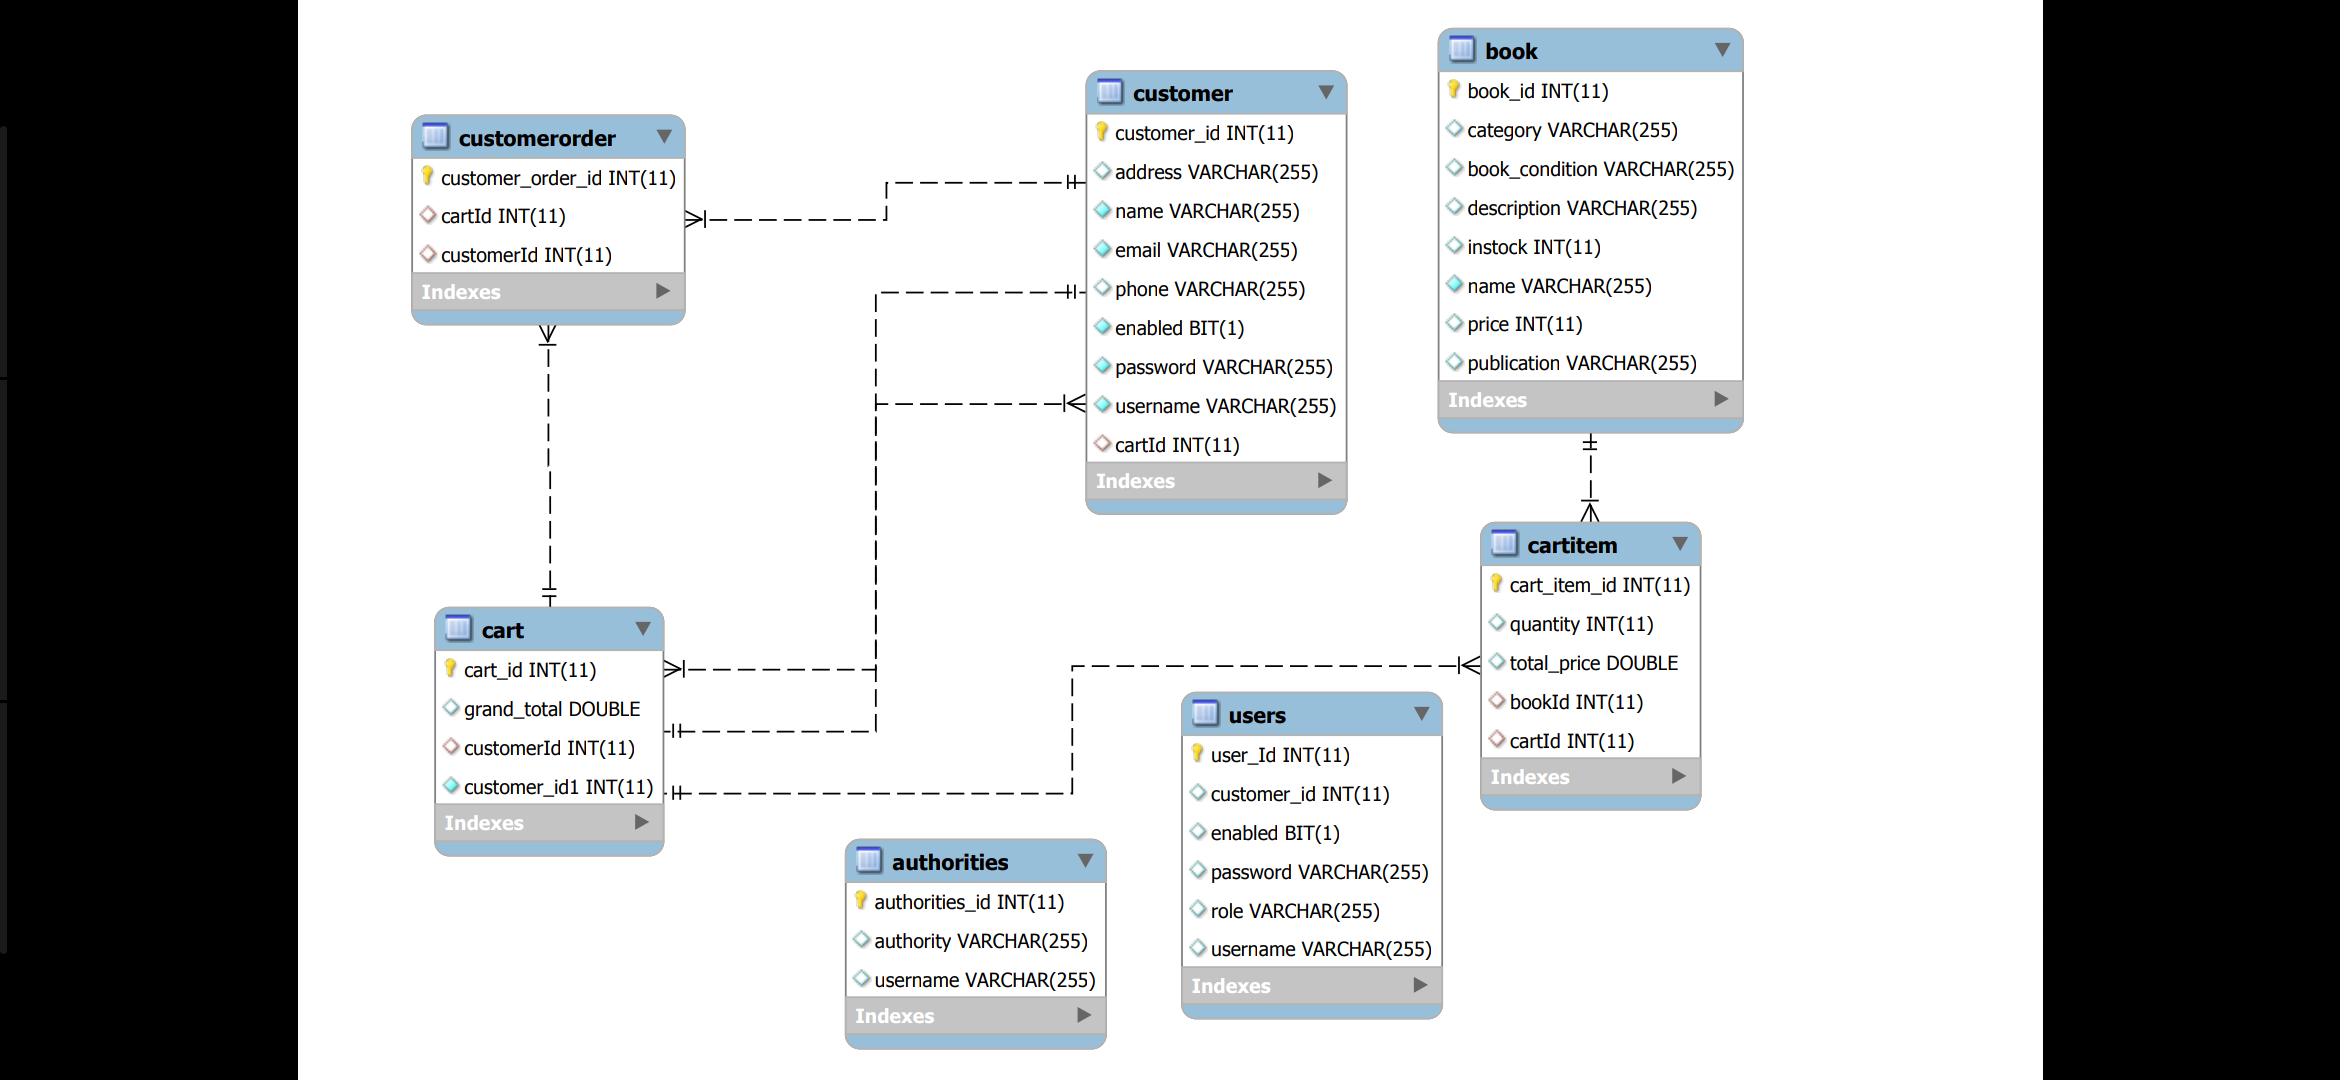 customerorder
customer_order_id INT(11)
cartId INT(11)
customerId INT(11)
Indexes
customer
customer_id INT(11)
address VARCHAR(255)
name VARCHAR(255)
email VARCHAR(255)
phone VARCHAR(255)
enabled BIT(1)
password VARCHAR(255)
username VARCHAR(255)
cartId INT(11)
Indexes
book
book_id INT(11)
category VARCHAR(255)
book_condition VARCHAR(255)
description VARCHAR(255)
instock INT(11)
name VARCHAR(255)
price INT(11)
publication VARCHAR(255)
Indexes
cart
cart_id INT(11)
grand_total DOUBLE
customerId INT(11)
customer_id1 INT(11)
Indexes
cartitem
cart_item_id INT(11)
quantity INT(11)
total_price DOUBLE
bookId INT(11)
cartId INT(11)
Indexes
users
user_Id INT(11)
customer_id INT(11)
enabled BIT(1)
password VARCHAR(255)
role VARCHAR(255)
username VARCHAR(255)
Indexes
authorities
authorities_id INT(11)
authority VARCHAR(255)
username VARCHAR(255)
Indexes